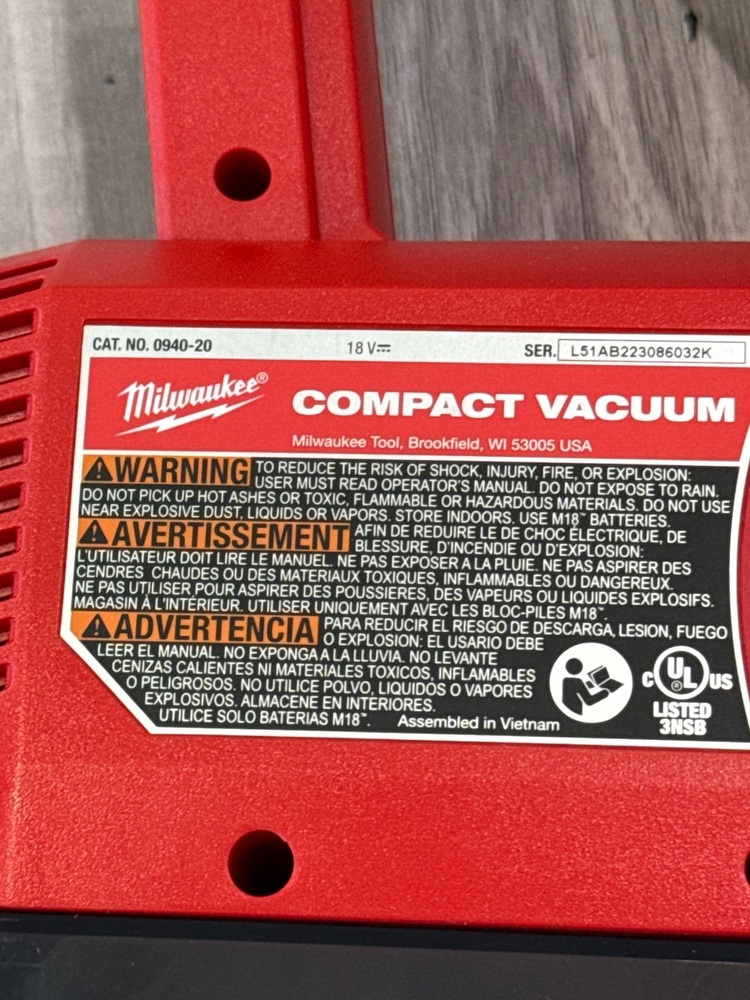 CAT. NO. 0940-20 18 V⎓ SER. L51AB223086032K
Milwaukee®
COMPACT VACUUM
Milwaukee Tool, Brookfield, WI 53005 USA
⚠WARNING TO REDUCE THE RISK OF SHOCK, INJURY, FIRE, OR EXPLOSION:
USER MUST READ OPERATOR'S MANUAL. DO NOT EXPOSE TO RAIN.
DO NOT PICK UP HOT ASHES OR TOXIC, FLAMMABLE OR HAZARDOUS MATERIALS. DO NOT USE
NEAR EXPLOSIVE DUST, LIQUIDS OR VAPORS. STORE INDOORS. USE M18™ BATTERIES.
⚠AVERTISSEMENT AFIN DE REDUIRE LE DE CHOC ÉLECTRIQUE, DE
BLESSURE, D'INCENDIE OU D'EXPLOSION:
L'UTILISATEUR DOIT LIRE LE MANUEL. NE PAS EXPOSER A LA PLUIE. NE PAS ASPIRER DES
CENDRES CHAUDES OU DES MATERIAUX TOXIQUES, INFLAMMABLES OU DANGEREUX.
NE PAS UTILISER POUR ASPIRER DES POUSSIERES, DES VAPEURS OU LIQUIDES EXPLOSIFS.
MAGASIN À L'INTÉRIEUR. UTILISER UNIQUEMENT AVEC LES BLOC-PILES M18™.
⚠ADVERTENCIA PARA REDUCIR EL RIESGO DE DESCARGA, LESION, FUEGO
O EXPLOSION: EL USARIO DEBE
LEER EL MANUAL. NO EXPONGA A LA LLUVIA. NO LEVANTE
CENIZAS CALIENTES NI MATERIALES TOXICOS, INFLAMABLES
O PELIGROSOS. NO UTILICE POLVO, LIQUIDOS O VAPORES
EXPLOSIVOS. ALMACENE EN INTERIORES.
UTILICE SOLO BATERIAS M18™. Assembled in Vietnam
C UL® US
LISTED
3NSB